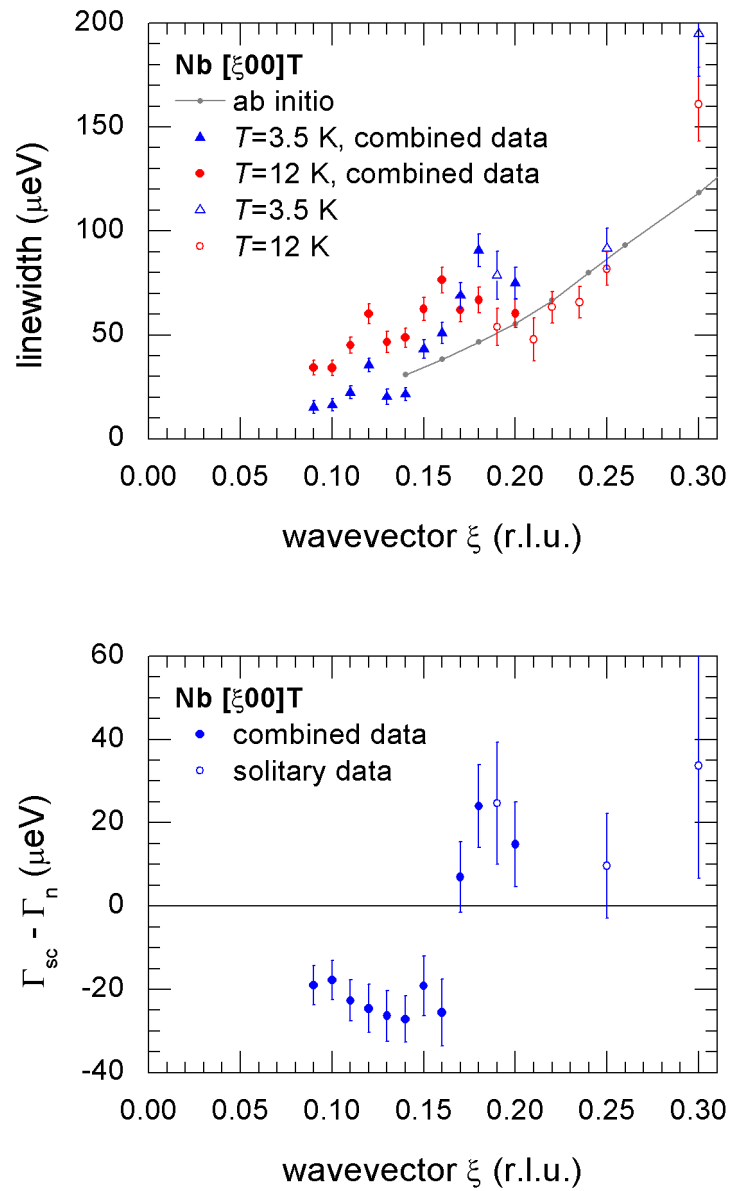 200
150
100
50
0
linewidth (μeV)
Nb [ξ00]T
ab initio
T=3.5 K, combined data
T=12 K, combined data
T=3.5 K
T=12 K
0.00 0.05 0.10 0.15 0.20 0.25 0.30
wavevector ξ (r.l.u.)
60
40
20
0
-20
-40
Γsc - Γn (μeV)
Nb [ξ00]T
combined data
solitary data
0.00 0.05 0.10 0.15 0.20 0.25 0.30
wavevector ξ (r.l.u.)